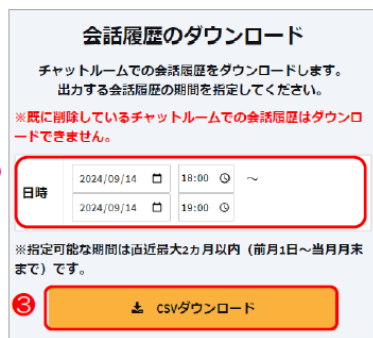 会話履歴のダウンロード
チャットルームでの会話履歴をダウンロードします。
出力する会話履歴の期間を指定してください。
※既に削除しているチャットルームでの会話履歴はダウンロ
ードできません。
日時
2024/09/14 18:00 ～
2024/09/14 19:00
※指定可能な期間は直近最大2カ月以内（前月1日～当月月末
まで）です。
❸
CSVダウンロード